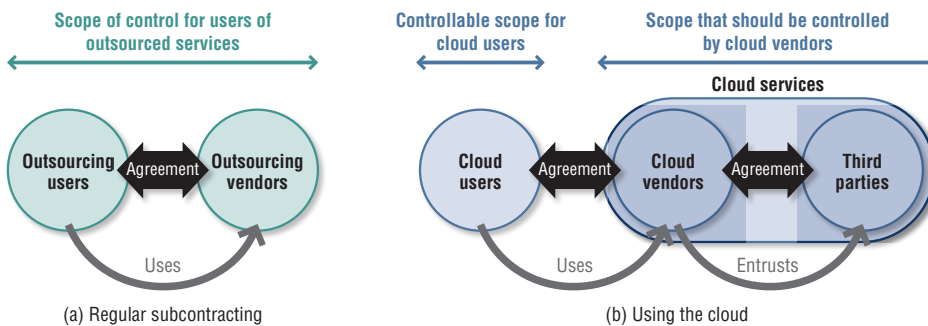 Scope of control for users of
outsourced services
Outsourcing
users
Agreement
Outsourcing
vendors
Uses
(a) Regular subcontracting
Controllable scope for
cloud users
Scope that should be controlled
by cloud vendors
Cloud services
Cloud
users
Agreement
Cloud
vendors
Agreement
Third
parties
Uses
Entrusts
(b) Using the cloud